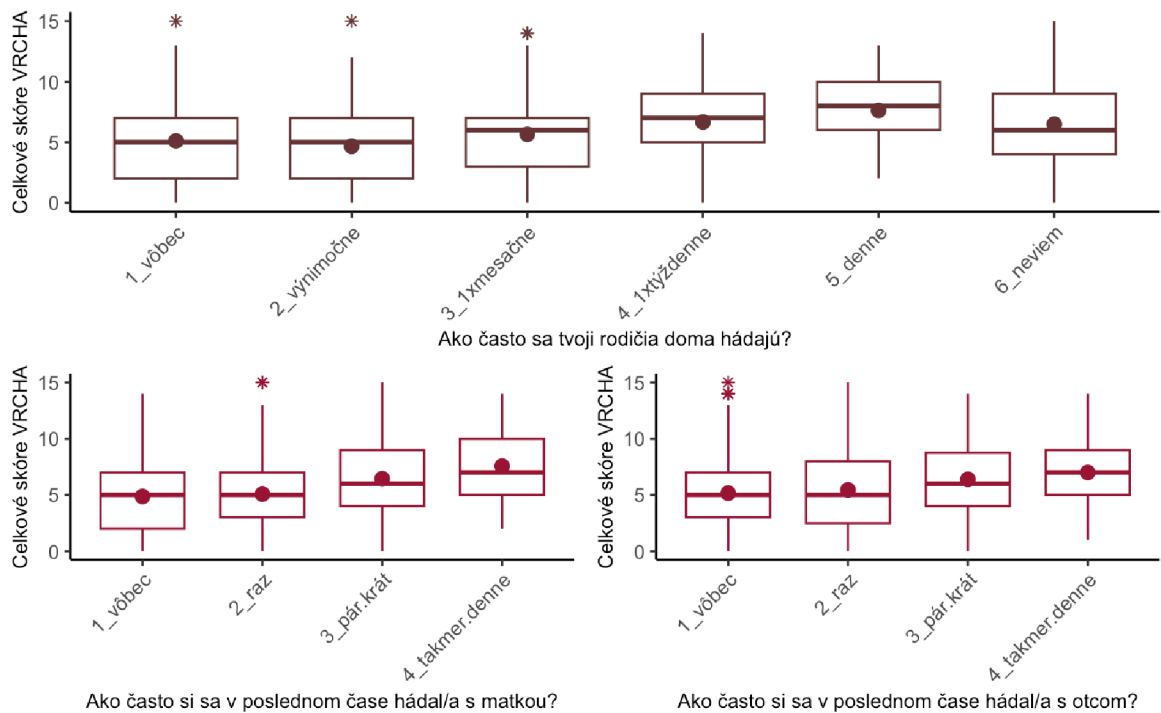 Celkové skóre VRCHA
15
10
5
0
1_vôbec
2_výnimočne
3_1xmesačne
4_1xtýždenne
5_denne
6_neviem
Ako často sa tvoji rodičia doma hádajú?
Celkové skóre VRCHA
15
10
5
0
1_vôbec
2_raz
3_pár.krát
4_takmer.denne
Ako často si sa v poslednom čase hádal/a s matkou?
Celkové skóre VRCHA
15
10
5
0
1_vôbec
2_raz
3_pár.krát
4_takmer.denne
Ako často si sa v poslednom čase hádal/a s otcom?